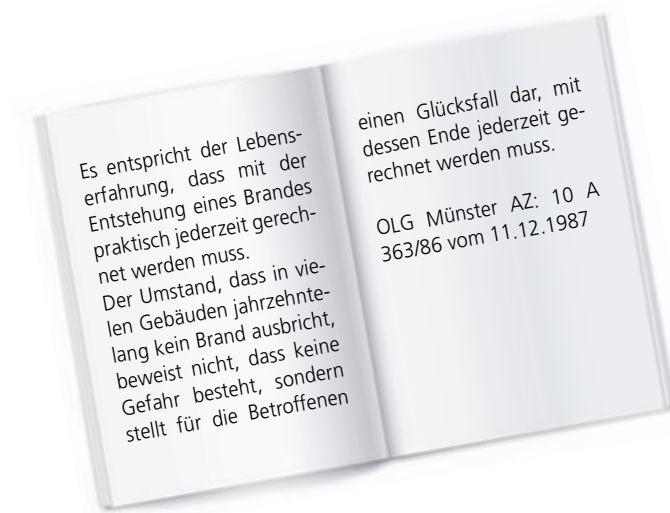 Es entspricht der Lebens-
erfahrung, dass mit der
Entstehung eines Brandes
praktisch jederzeit gerech-
net werden muss.
Der Umstand, dass in vie-
len Gebäuden jahrzehnte-
lang kein Brand ausbricht,
beweist nicht, dass keine
Gefahr besteht, sondern
stellt für die Betroffenen
einen Glücksfall dar, mit
dessen Ende jederzeit ge-
rechnet werden muss.
OLG Münster AZ: 10 A
363/86 vom 11.12.1987